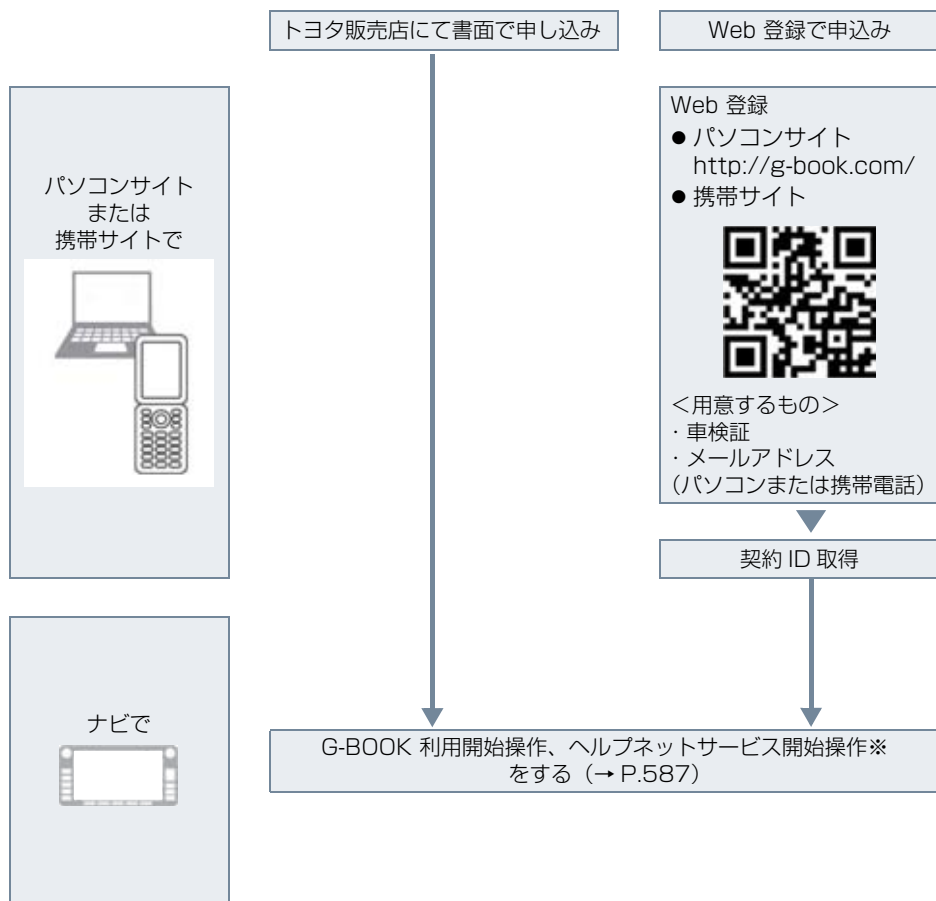 トヨタ販売店にて書面で申し込み
Web 登録で申込み
パソコンサイト
または
携帯サイトで
Web 登録
● パソコンサイト
http://g-book.com/
● 携帯サイト
＜用意するもの＞
・車検証
・メールアドレス
（パソコンまたは携帯電話）
契約 ID 取得
ナビで
G-BOOK 利用開始操作、ヘルプネットサービス開始操作※
をする（→ P.587）